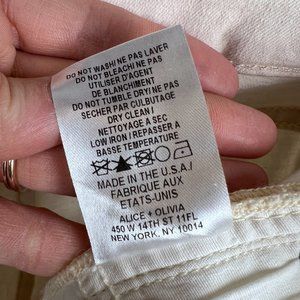 DO NOT WASH/ NE PAS LAVER
DO NOT BLEACH/ NE PAS
UTILISER D'AGENT
DE BLANCHIMENT
DO NOT TUMBLE DRY/ NE PAS
SECHER PAR CULBUTAGE
DRY CLEAN /
NETTOYAGE A SEC
LOW IRON / REPASSER A
BASSE TEMPERATURE
MADE IN THE U.S.A /
FABRIQUE AUX
ETATS-UNIS
ALICE + OLIVIA
450 W 14TH ST 11FL
NEW YORK, NY 10014